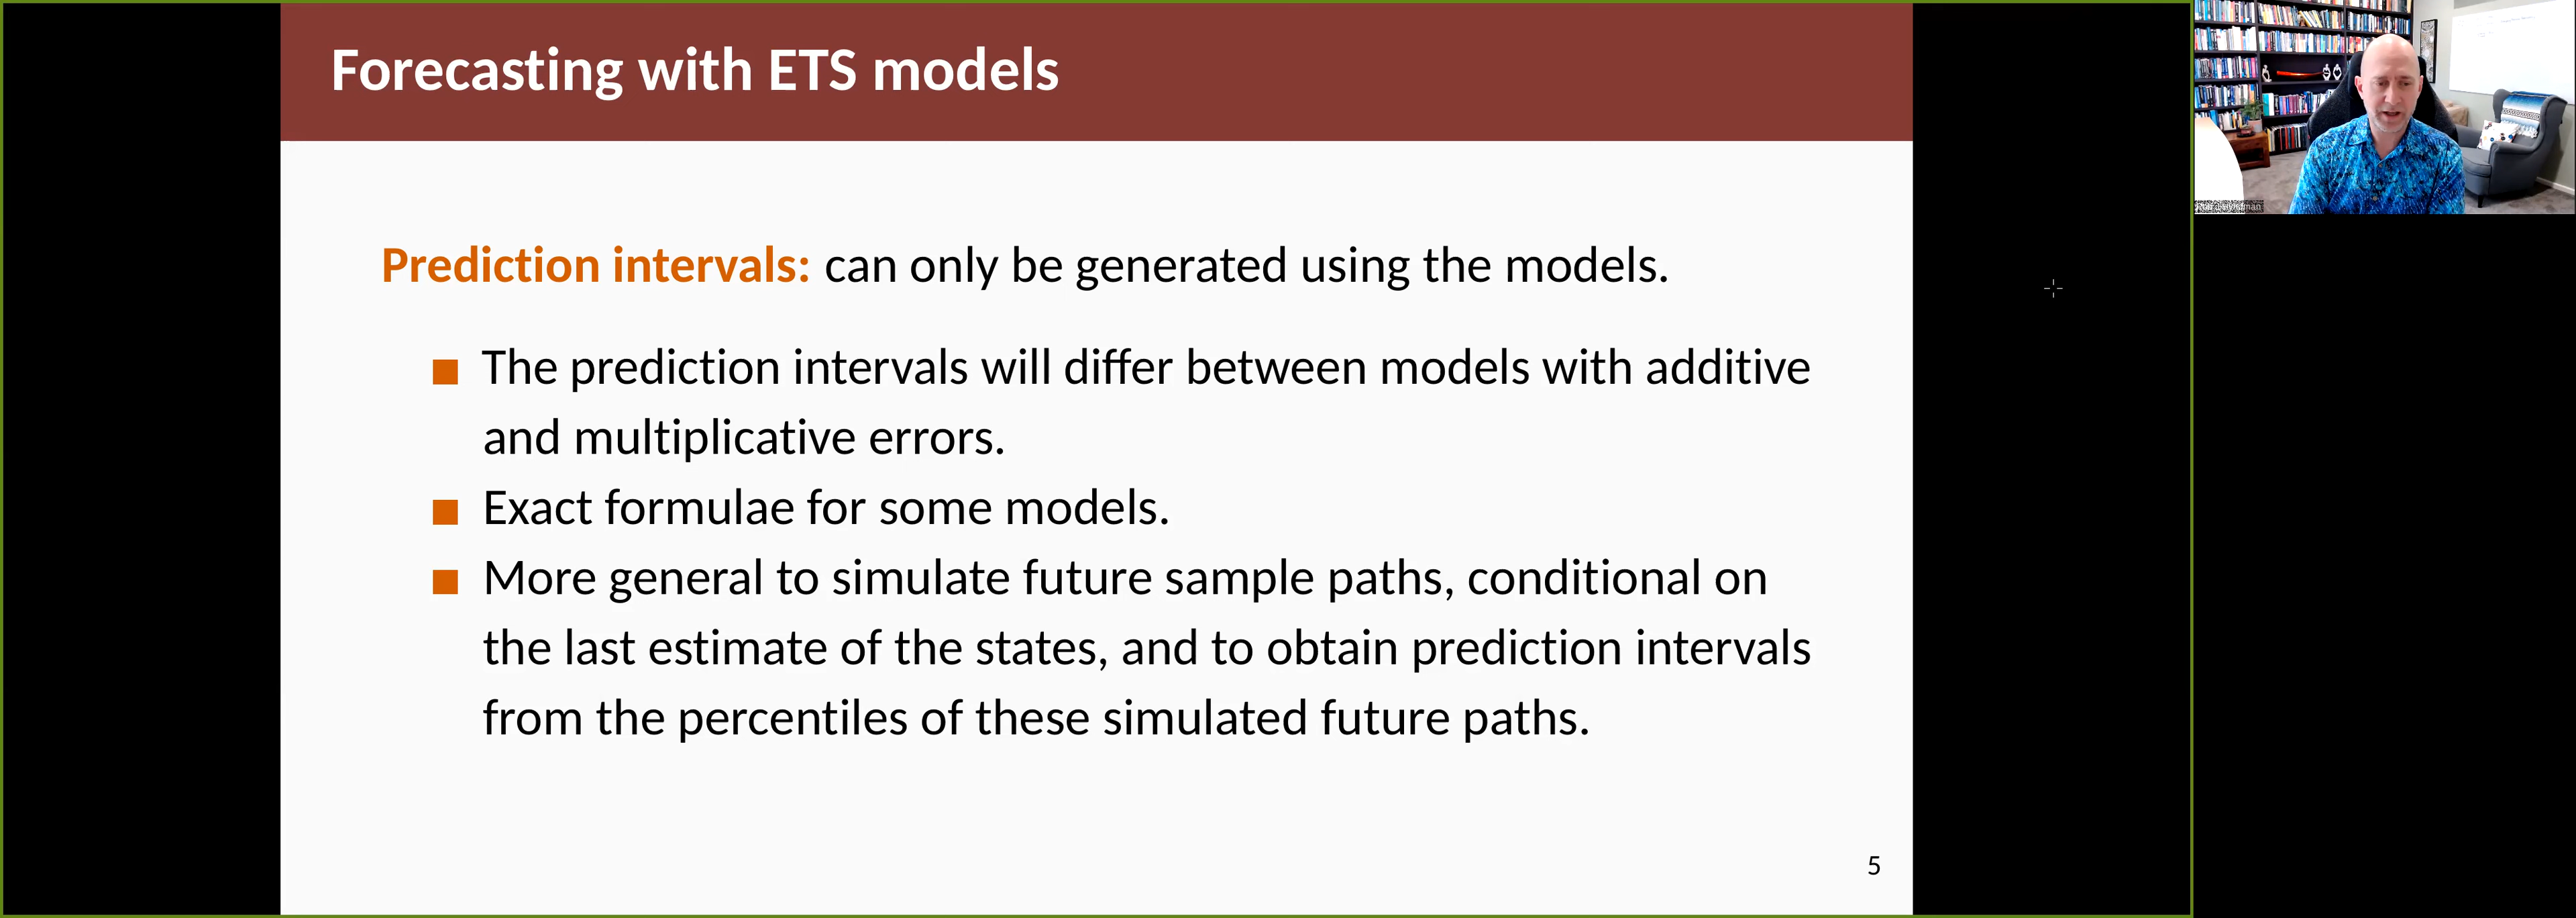 Forecasting with ETS models
Prediction intervals: can only be generated using the models.
■ The prediction intervals will differ between models with additive
and multiplicative errors.
■ Exact formulae for some models.
■ More general to simulate future sample paths, conditional on
the last estimate of the states, and to obtain prediction intervals
from the percentiles of these simulated future paths.
5